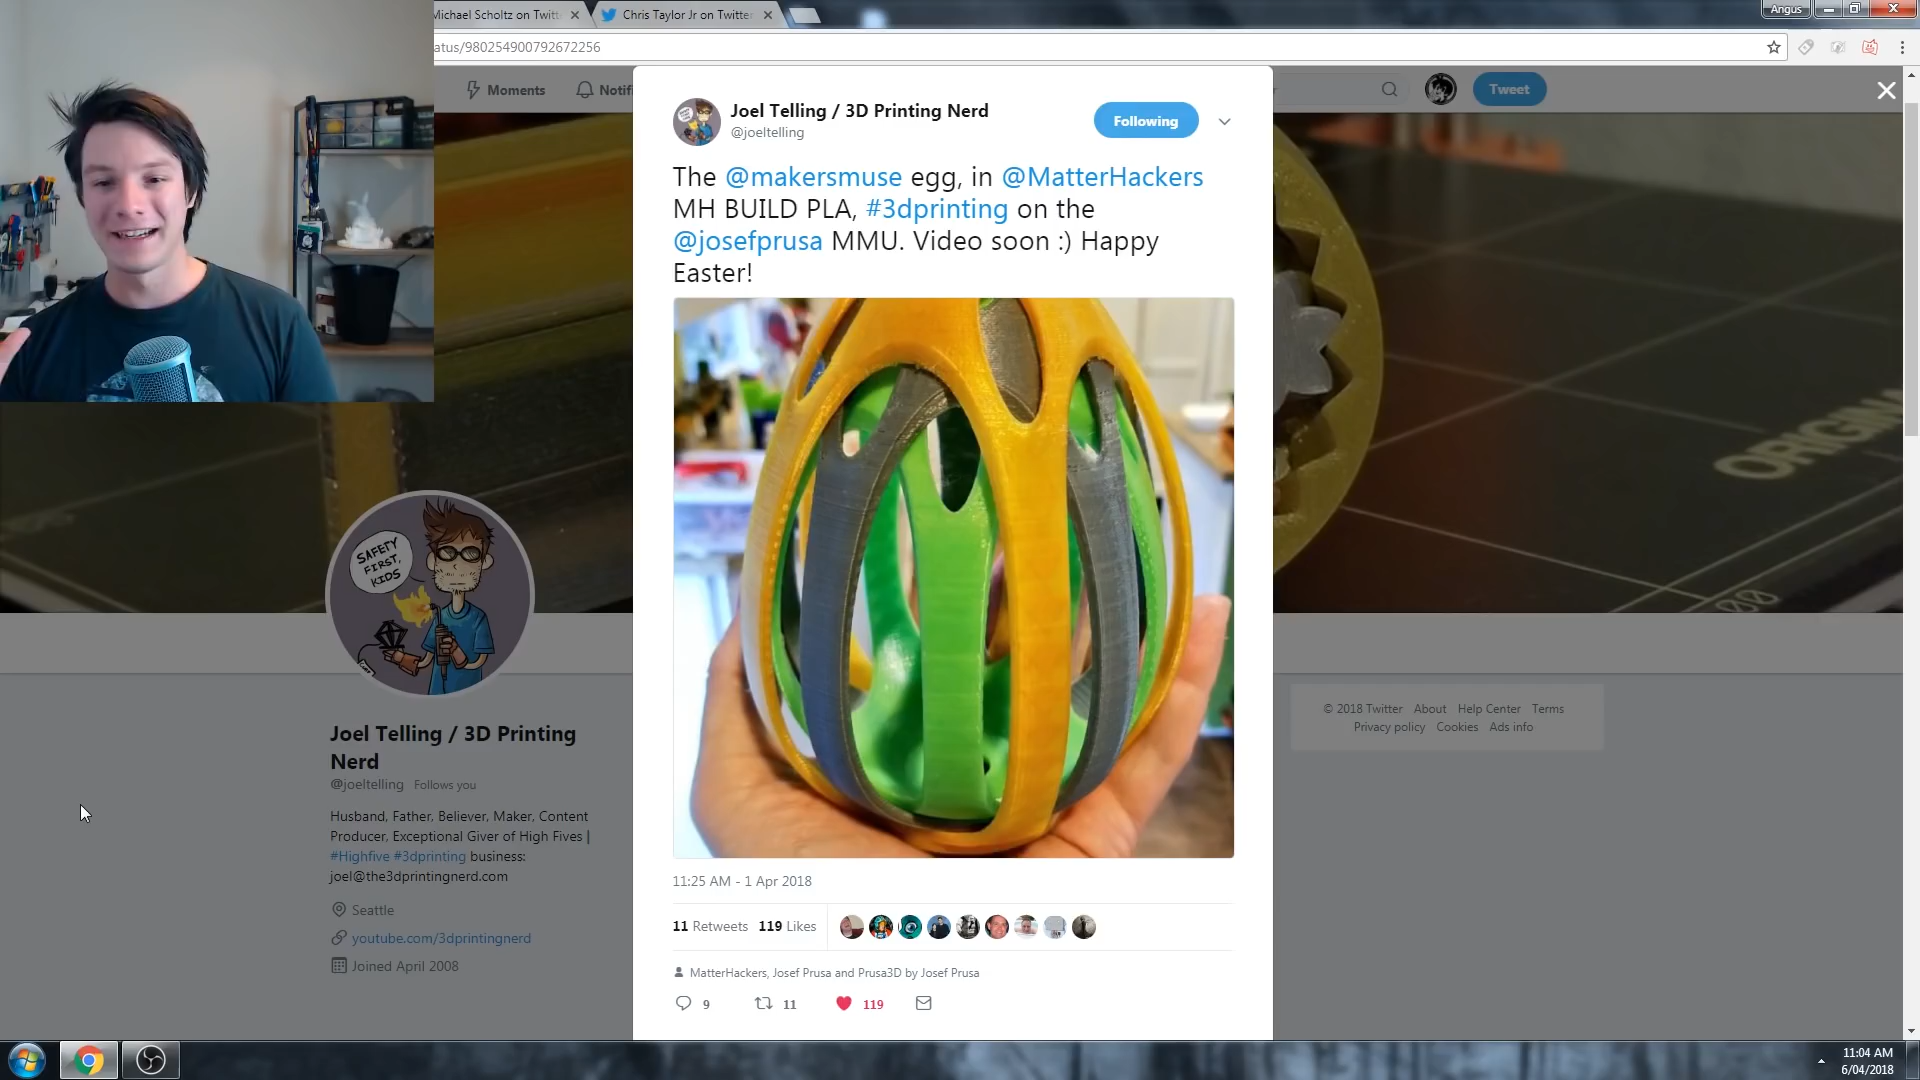 Michael Scholtz on Twitt
Chris Taylor Jr on Twitter
Angus
atus/980254900792672256
Moments
Notifi
Tweet
Joel Telling / 3D Printing Nerd
@joeltelling
Following
The @makersmuse egg, in @MatterHackers
MH BUILD PLA, #3dprinting on the
@josefprusa MMU. Video soon :) Happy
Easter!
ORIGINA
SAFETY
FIRST,
KIDS
Joel Telling / 3D Printing
Nerd
@joeltelling Follows you
Husband, Father, Believer, Maker, Content
Producer, Exceptional Giver of High Fives |
#Highfive #3dprinting business:
joel@the3dprintingnerd.com
Seattle
youtube.com/3dprintingnerd
Joined April 2008
© 2018 Twitter About Help Center Terms
Privacy policy Cookies Ads info
11:25 AM - 1 Apr 2018
11 Retweets 119 Likes
MatterHackers, Josef Prusa and Prusa3D by Josef Prusa
9 11 119
11:04 AM
6/04/2018